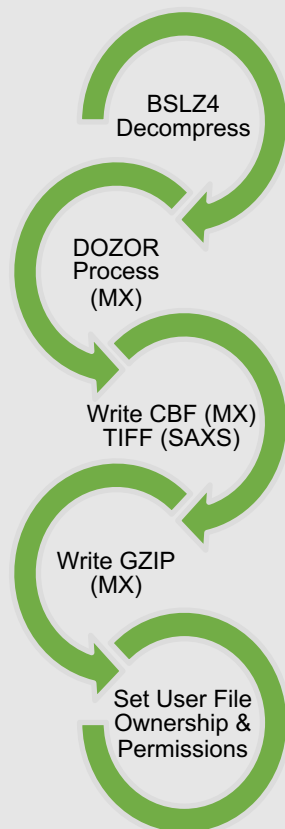 BSLZ4
Decompress
DOZOR
Process
(MX)
Write CBF (MX)
TIFF (SAXS)
Write GZIP
(MX)
Set User File
Ownership &
Permissions